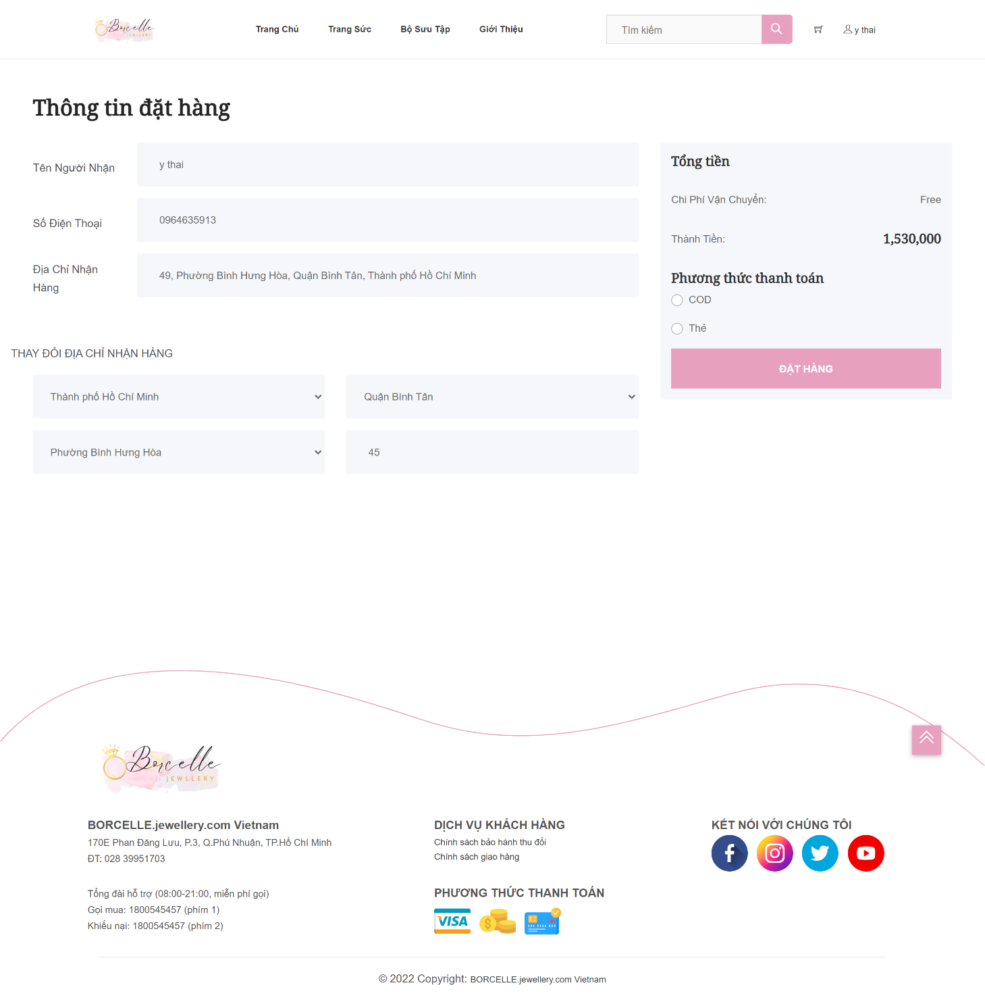 Borcelle
JEWLLERY
Trang Chủ
Trang Sức
Bộ Sưu Tập
Giới Thiệu
Tìm kiếm
y thai
Thông tin đặt hàng
Tên Người Nhận
y thai
Số Điện Thoại
0964635913
Địa Chỉ Nhận
Hàng
49, Phường Bình Hưng Hòa, Quận Bình Tân, Thành phố Hồ Chí Minh
Tổng tiền
Chi Phí Vận Chuyển:
Free
Thành Tiền:
1,530,000
Phương thức thanh toán
COD
Thẻ
ĐẶT HÀNG
THAY ĐỔI ĐỊA CHỈ NHẬN HÀNG
Thành phố Hồ Chí Minh
Quận Bình Tân
Phường Bình Hưng Hòa
45
Borcelle
JEWLLERY
BORCELLE.jewellery.com Vietnam
170E Phan Đăng Lưu, P.3, Q.Phú Nhuận, TP.Hồ Chí Minh
ĐT: 028 39951703
Tổng đài hỗ trợ (08:00-21:00, miễn phí gọi)
Gọi mua: 1800545457 (phím 1)
Khiếu nại: 1800545457 (phím 2)
DỊCH VỤ KHÁCH HÀNG
Chính sách bảo hành thu đổi
Chính sách giao hàng
PHƯƠNG THỨC THANH TOÁN
VISA
KẾT NỐI VỚI CHÚNG TÔI
© 2022 Copyright: BORCELLE.jewellery.com Vietnam